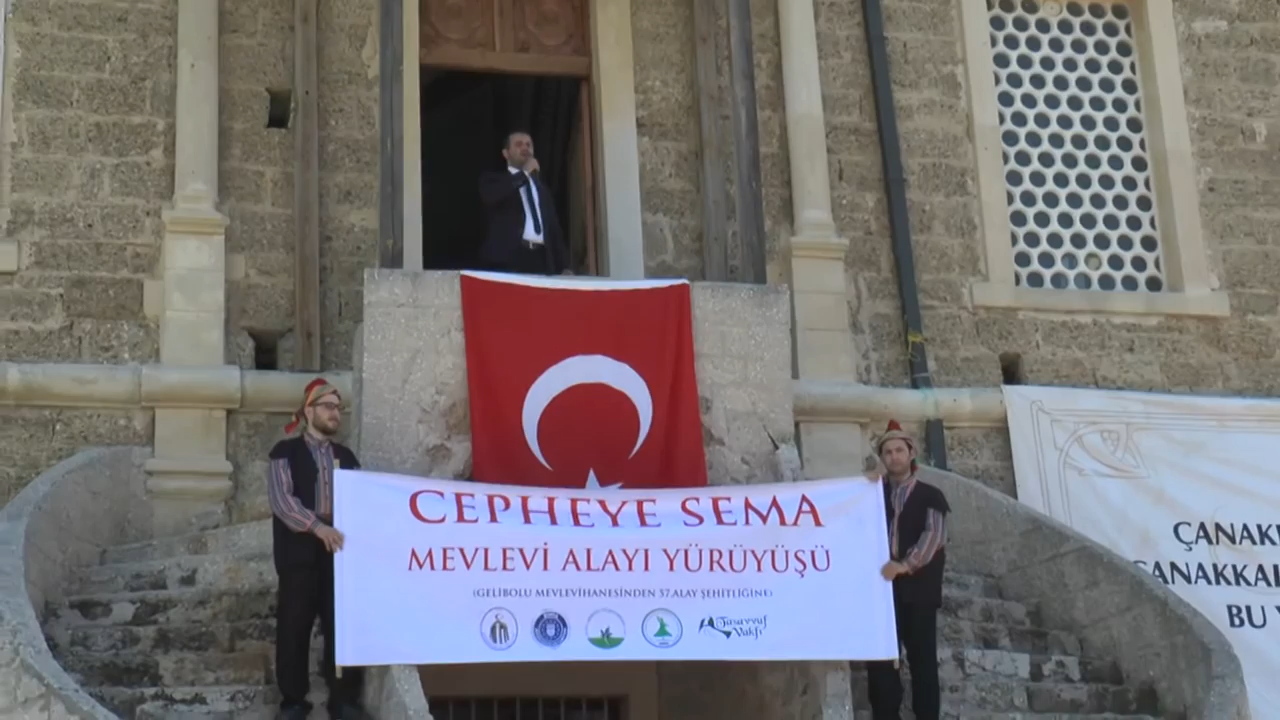 CEPHEYE SEMA
MEVLEVİ ALAYI YÜRÜYÜŞÜ
(GELİBOLU MEVLEVİHANESİNDEN 57.ALAY ŞEHİTLİĞİNE)
Tasavvuf
Vakfı
ÇANAK
ÇANAKKA
BU